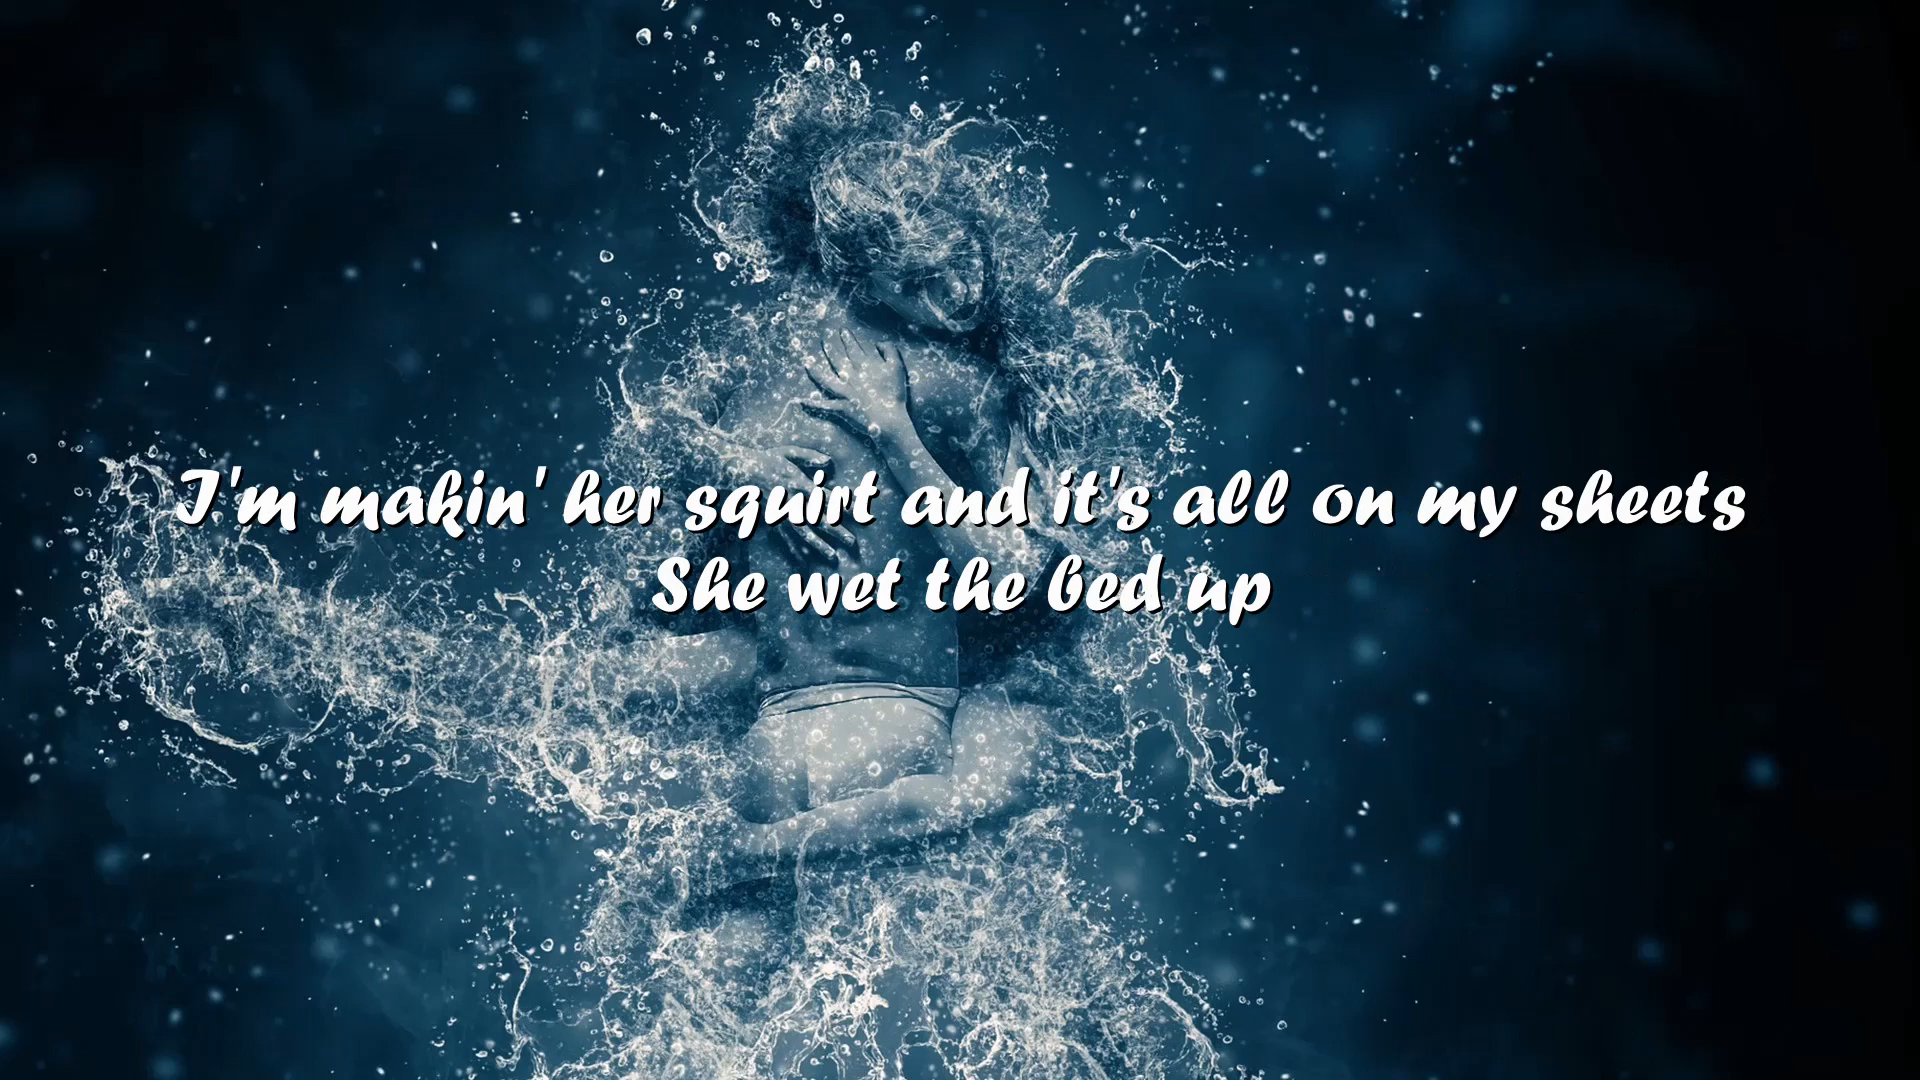 I'm makin' her squirt and it's all on my sheets
She wet the bed up